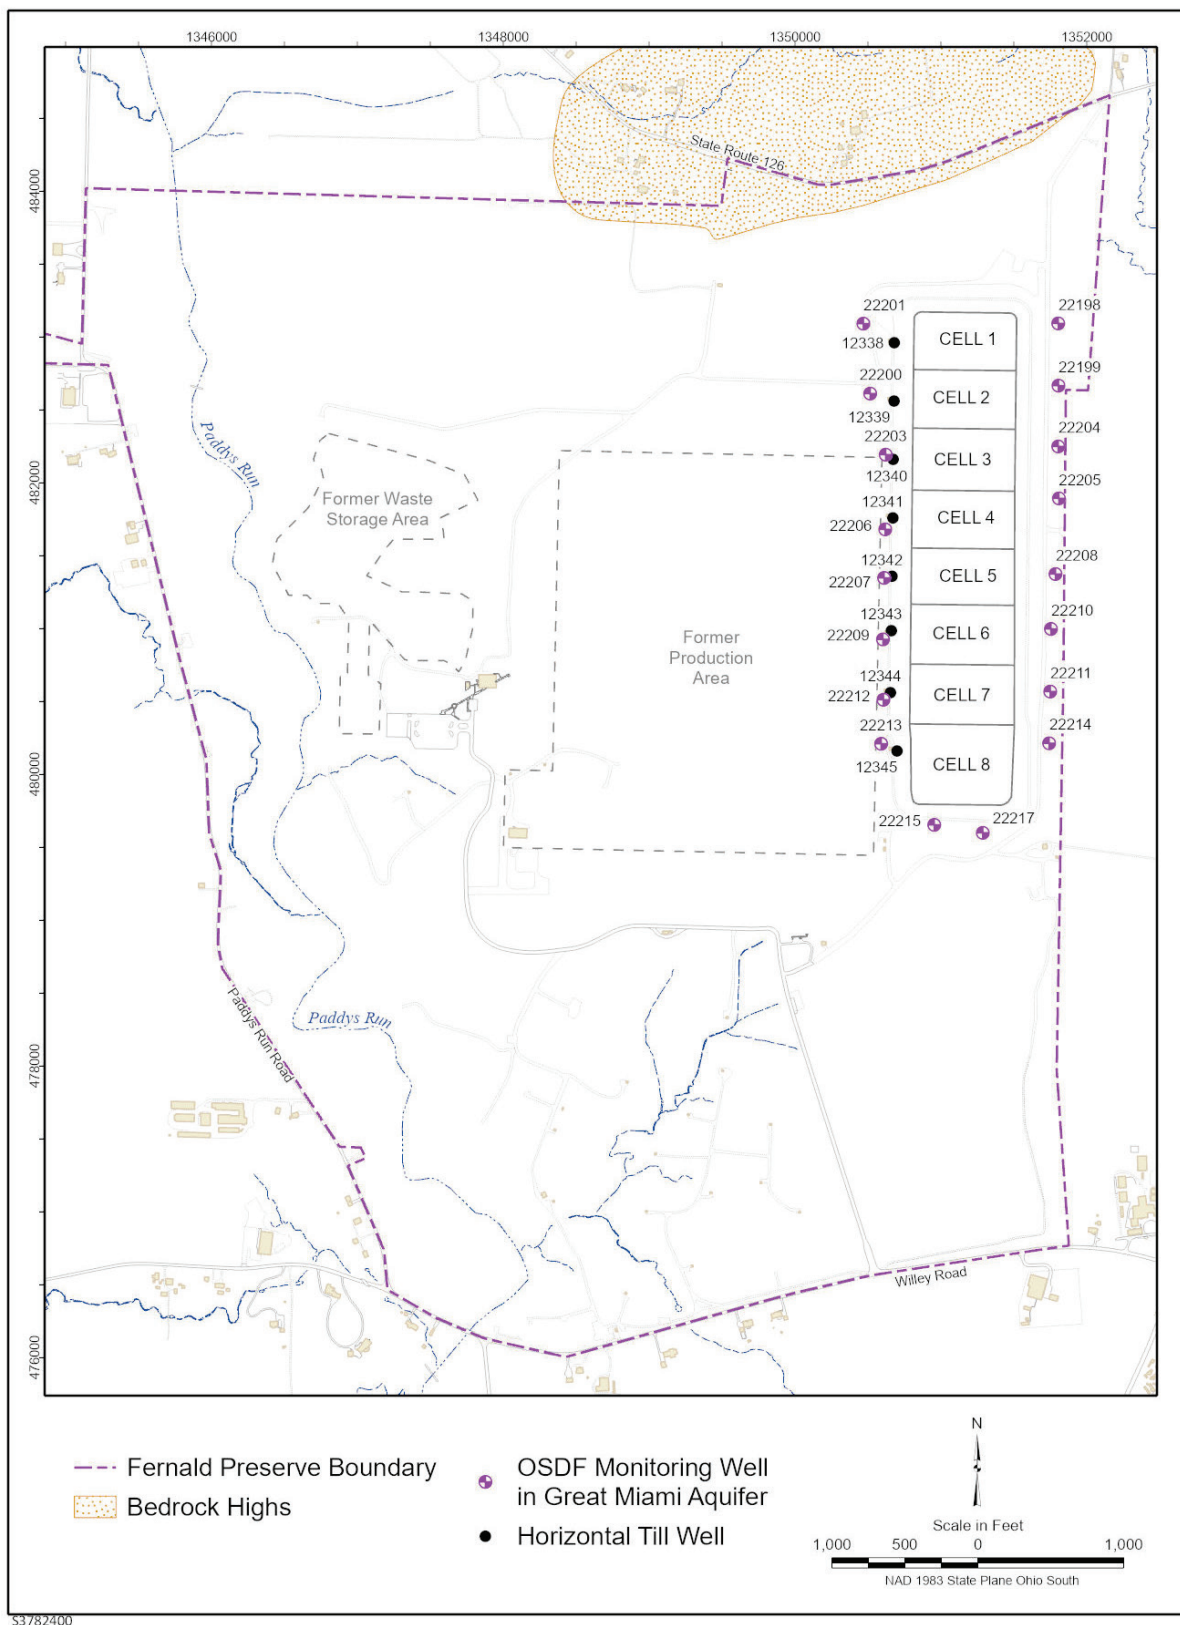 1346000
1348000
1350000
1352000
484000
482000
480000
478000
476000
State Route 126
22201
12338
CELL 1
22198
22200
12339
CELL 2
22199
22203
12340
CELL 3
22204
12341
22206
CELL 4
22205
12342
22207
CELL 5
22208
12343
22209
CELL 6
22210
12344
22212
CELL 7
22211
22213
12345
CELL 8
22214
22215
22217
Paddys Run
Former Waste
Storage Area
Former
Production
Area
Paddys Run
Paddys Run Road
Willey Road
Fernald Preserve Boundary
Bedrock Highs
OSDF Monitoring Well
in Great Miami Aquifer
Horizontal Till Well
N
Scale in Feet
1,000 500 0 1,000
NAD 1983 State Plane Ohio South
S3782400